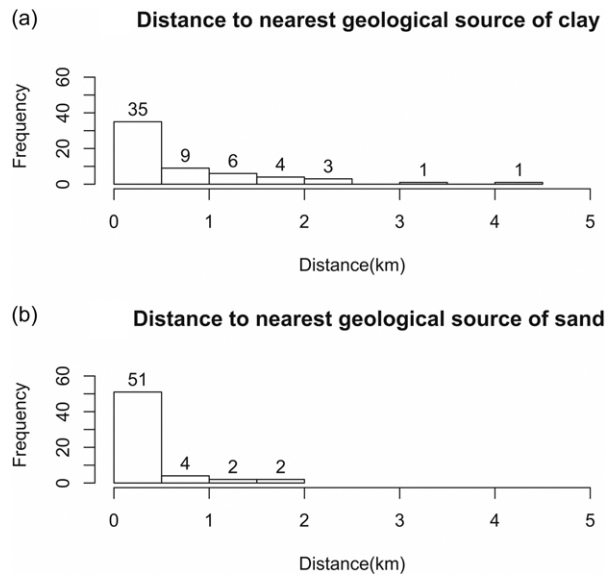 (a) Distance to nearest geological source of clay
Frequency
60
40
20
0
35
9
6
4
3
1
1
0 1 2 3 4 5
Distance(km)
(b) Distance to nearest geological source of sand
Frequency
60
40
20
0
51
4
2
2
0 1 2 3 4 5
Distance(km)